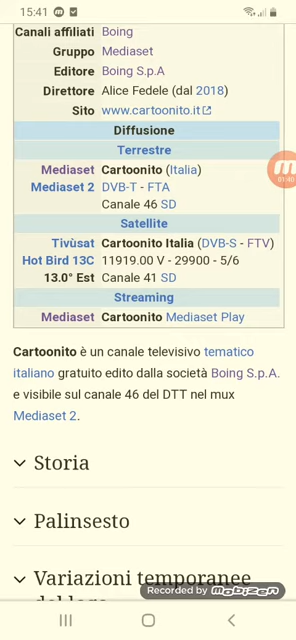 15:41
Canali affiliati Boing
Gruppo Mediaset
Editore Boing S.p.A
Direttore Alice Fedele (dal 2018)
Sito www.cartoonito.it
Diffusione
Terrestre
Mediaset Cartoonito (Italia)
Mediaset 2 DVB-T - FTA
Canale 46 SD
01:40
Satellite
Tivùsat Cartoonito Italia (DVB-S - FTV)
Hot Bird 13C 11919.00 V - 29900 - 5/6
13.0° Est Canale 41 SD
Streaming
Mediaset Cartoonito Mediaset Play
Cartoonito è un canale televisivo tematico
italiano gratuito edito dalla società Boing S.p.A.
e visibile sul canale 46 del DTT nel mux
Mediaset 2.
Storia
Palinsesto
Variazioni temporanee
del logo
Recorded by mobizen